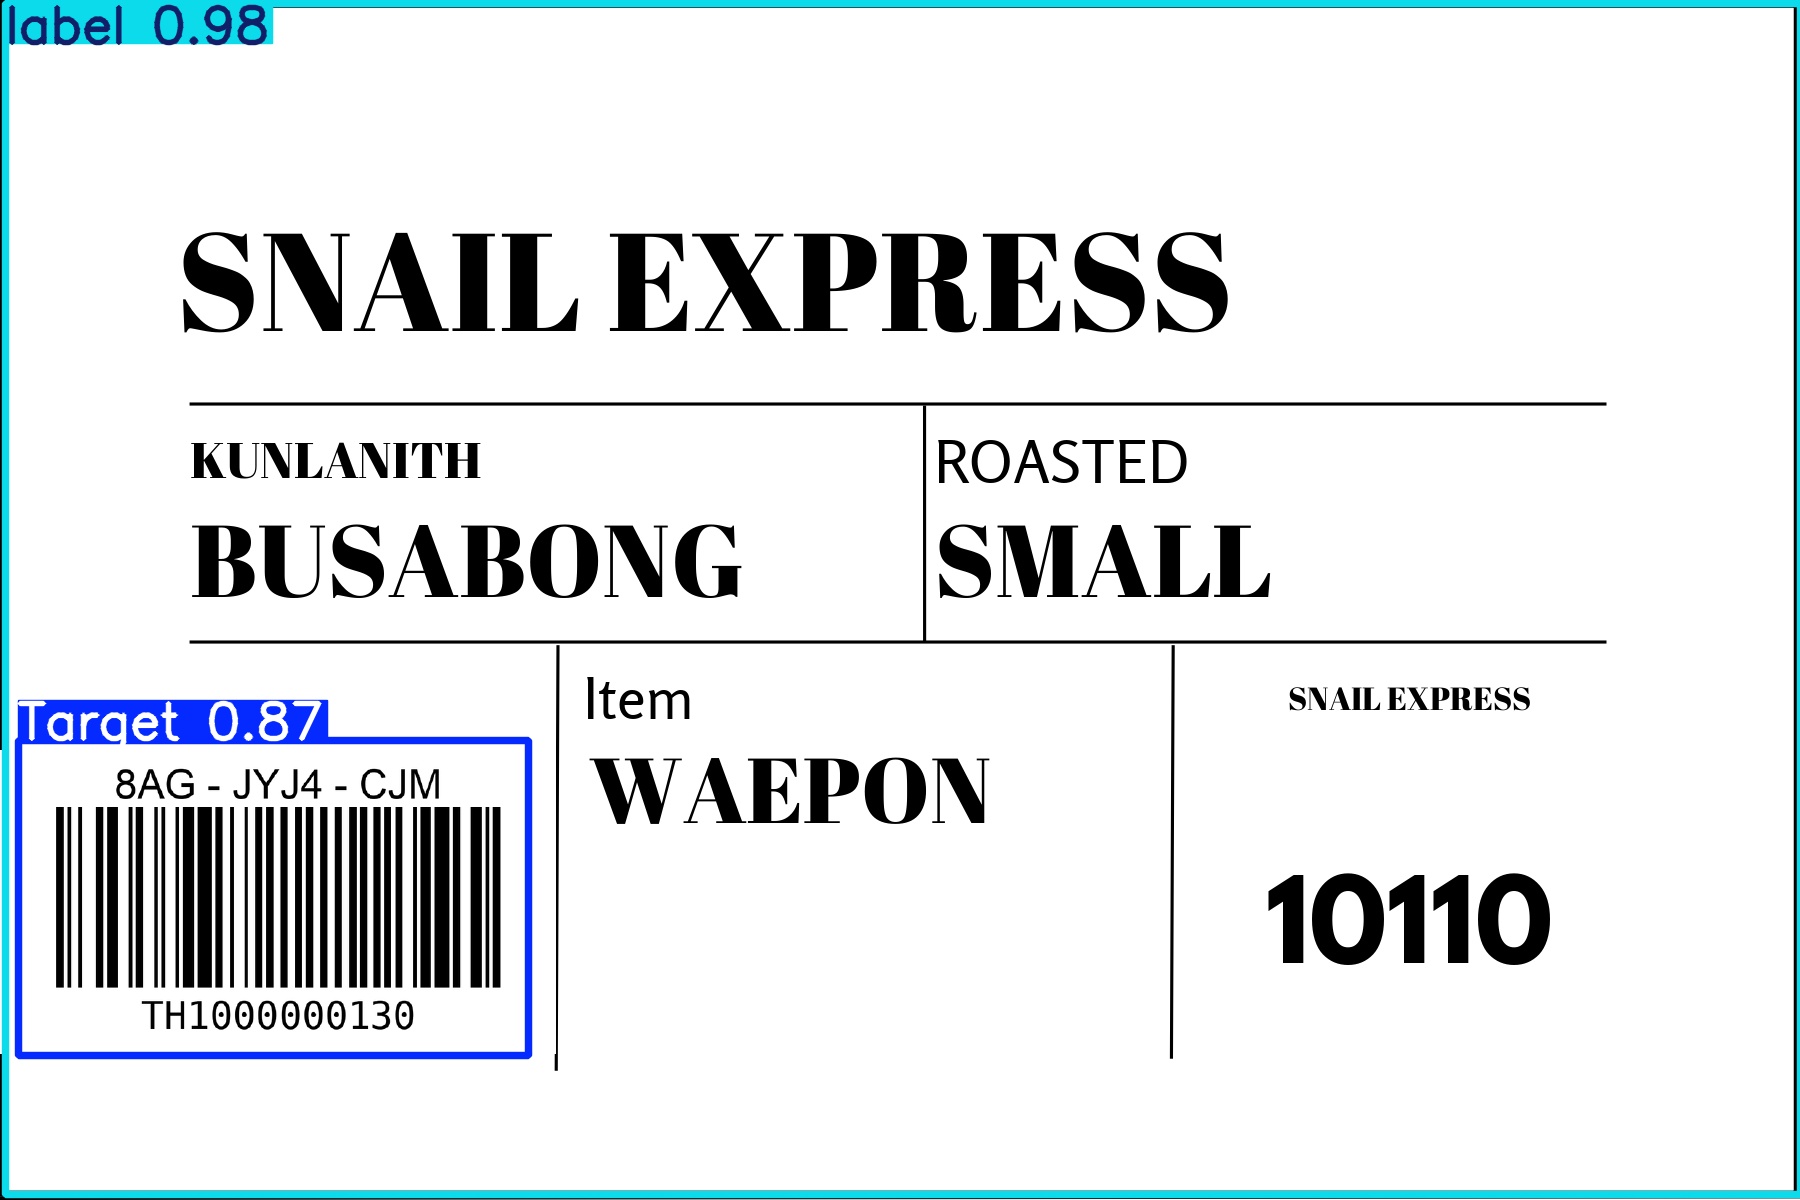 label 0.98
SNAIL EXPRESS
KUNLANITH
BUSABONG
ROASTED
SMALL
Target 0.87
8AG - JYJ4 - CJM
TH1000000130
Item
WAEPON
SNAIL EXPRESS
10110